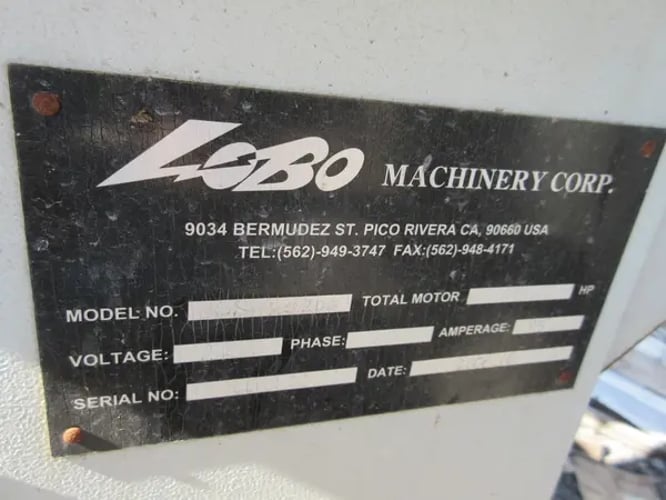 LOBO MACHINERY CORP.
9034 BERMUDEZ ST. PICO RIVERA CA, 90660 USA
TEL:(562)-949-3747 FAX:(562)-948-4171
MODEL NO. TOTAL MOTOR HP
VOLTAGE: PHASE: AMPERAGE:
SERIAL NO: DATE: